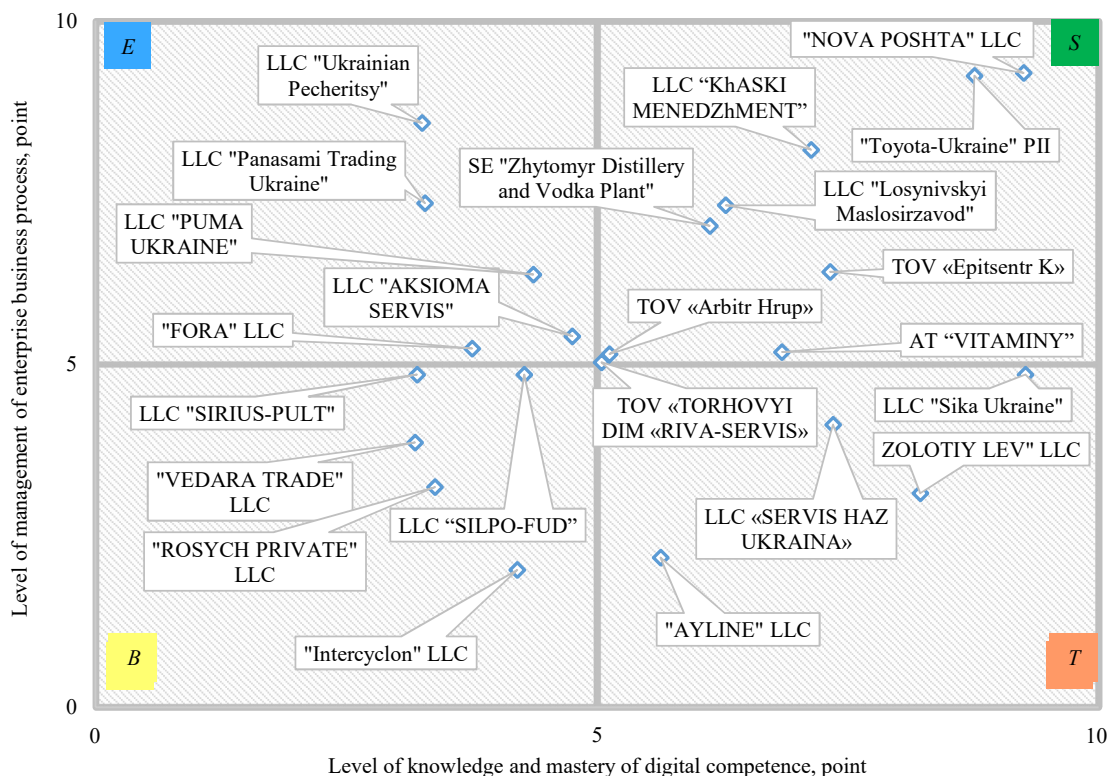 10
E
S
"NOVA POSHTA" LLC
LLC "Ukrainian
Pecheritsy"
LLC “KhASKI
MENEDZhMENT”
"Toyota-Ukraine" PII
LLC "Panasami Trading
Ukraine"
SE "Zhytomyr Distillery
and Vodka Plant"
LLC "Losynivskyi
Maslosirzavod"
LLC "PUMA
UKRAINE"
TOV «Epitsentr K»
LLC "AKSIOMA
SERVIS"
TOV «Arbitr Hrup»
"FORA" LLC
AT “VITAMINY”
5
LLC "SIRIUS-PULT"
TOV «TORHOVYI
DIM «RIVA-SERVIS»
LLC "Sika Ukraine"
ZOLOTIY LEV" LLC
"VEDARA TRADE"
LLC
LLC “SILPO-FUD”
LLC «SERVIS HAZ
UKRAINA»
"ROSYCH PRIVATE"
LLC
"Intercyclon" LLC
"AYLINE" LLC
B
T
0
0
5
10
Level of management of enterprise business process, point
Level of knowledge and mastery of digital competence, point